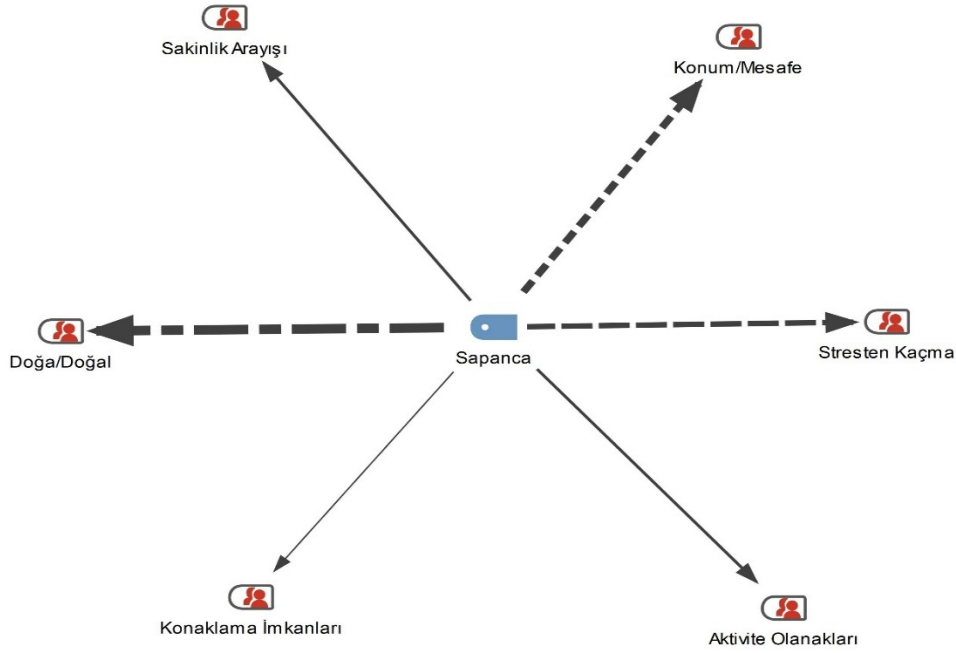 Sakinlik Arayışı
Konum/Mesafe
Doğa/Doğal
Sapanca
Stresten Kaçma
Konaklama İmkanları
Aktivite Olanakları